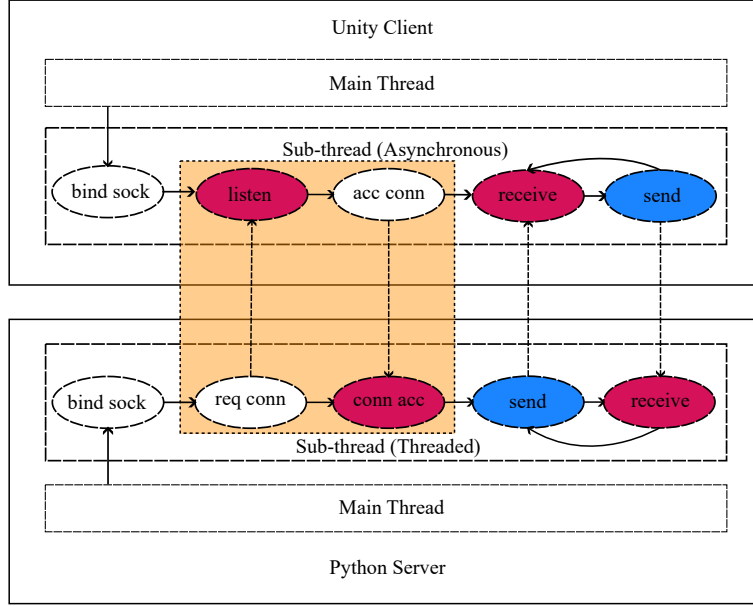 Unity Client
Main Thread
Sub-thread (Asynchronous)
bind sock
listen
acc conn
receive
send
bind sock
req conn
conn acc
send
receive
Sub-thread (Threaded)
Main Thread
Python Server